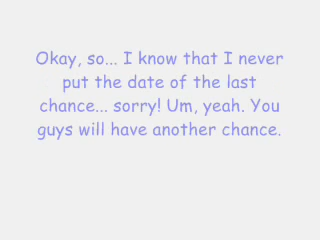 Okay, so... I know that I never
put the date of the last
chance... sorry! Um, yeah. You
guys will have another chance.